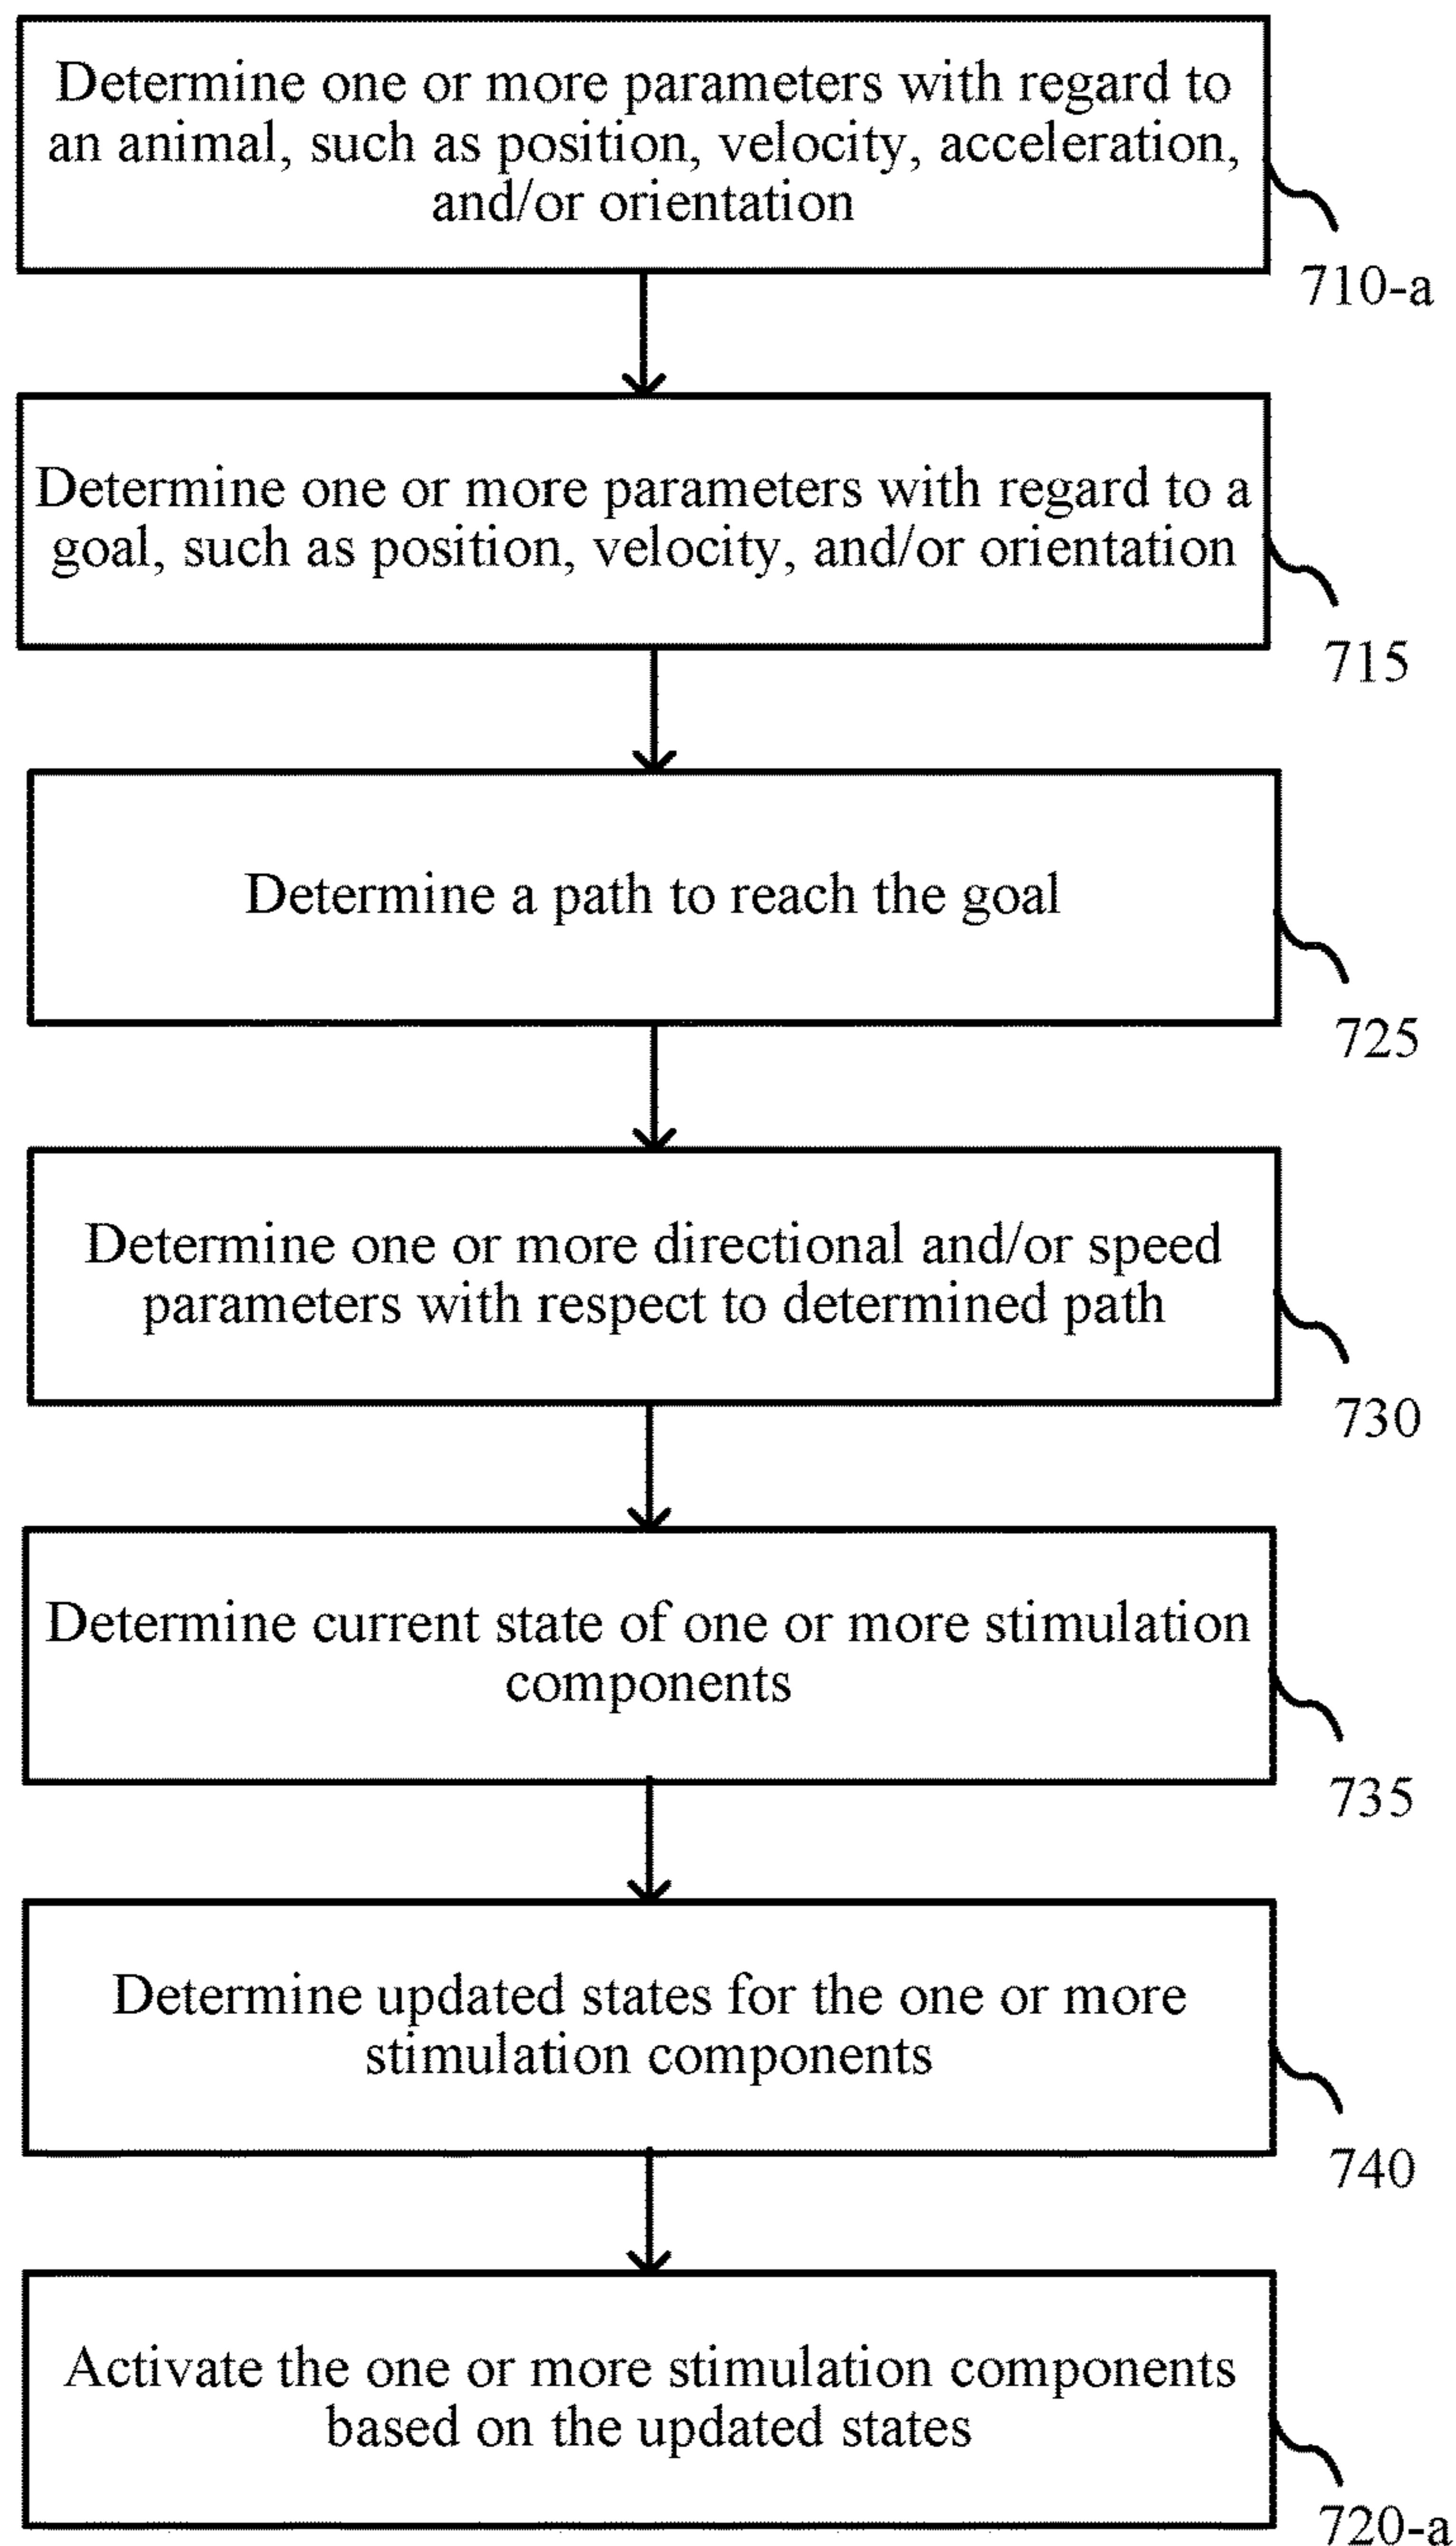 Determine one or more parameters with regard to
an animal, such as position, velocity, acceleration,
and/or orientation
710-a
Determine one or more parameters with regard to a
goal, such as position, velocity, and/or orientation
715
Determine a path to reach the goal
725
Determine one or more directional and/or speed
parameters with respect to determined path
730
Determine current state of one or more stimulation
components
735
Determine updated states for the one or more
stimulation components
740
Activate the one or more stimulation components
based on the updated states
720-a